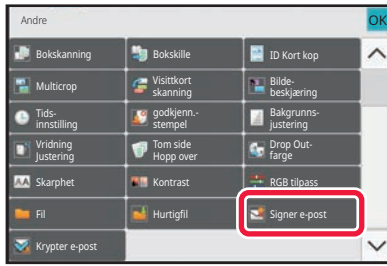 Andre
OK
Bokskanning
Bokskille
ID Kort kop
Multicrop
Visittkort
skanning
Bilde-
beskjæring
Tids-
innstilling
godkjenn.-
stempel
Bakgrunns-
justering
Vridning
Justering
Tom side
Hopp over
Drop Out-
farge
Skarphet
Kontrast
RGB tilpass
Fil
Hurtigfil
Signer e-post
Krypter e-post